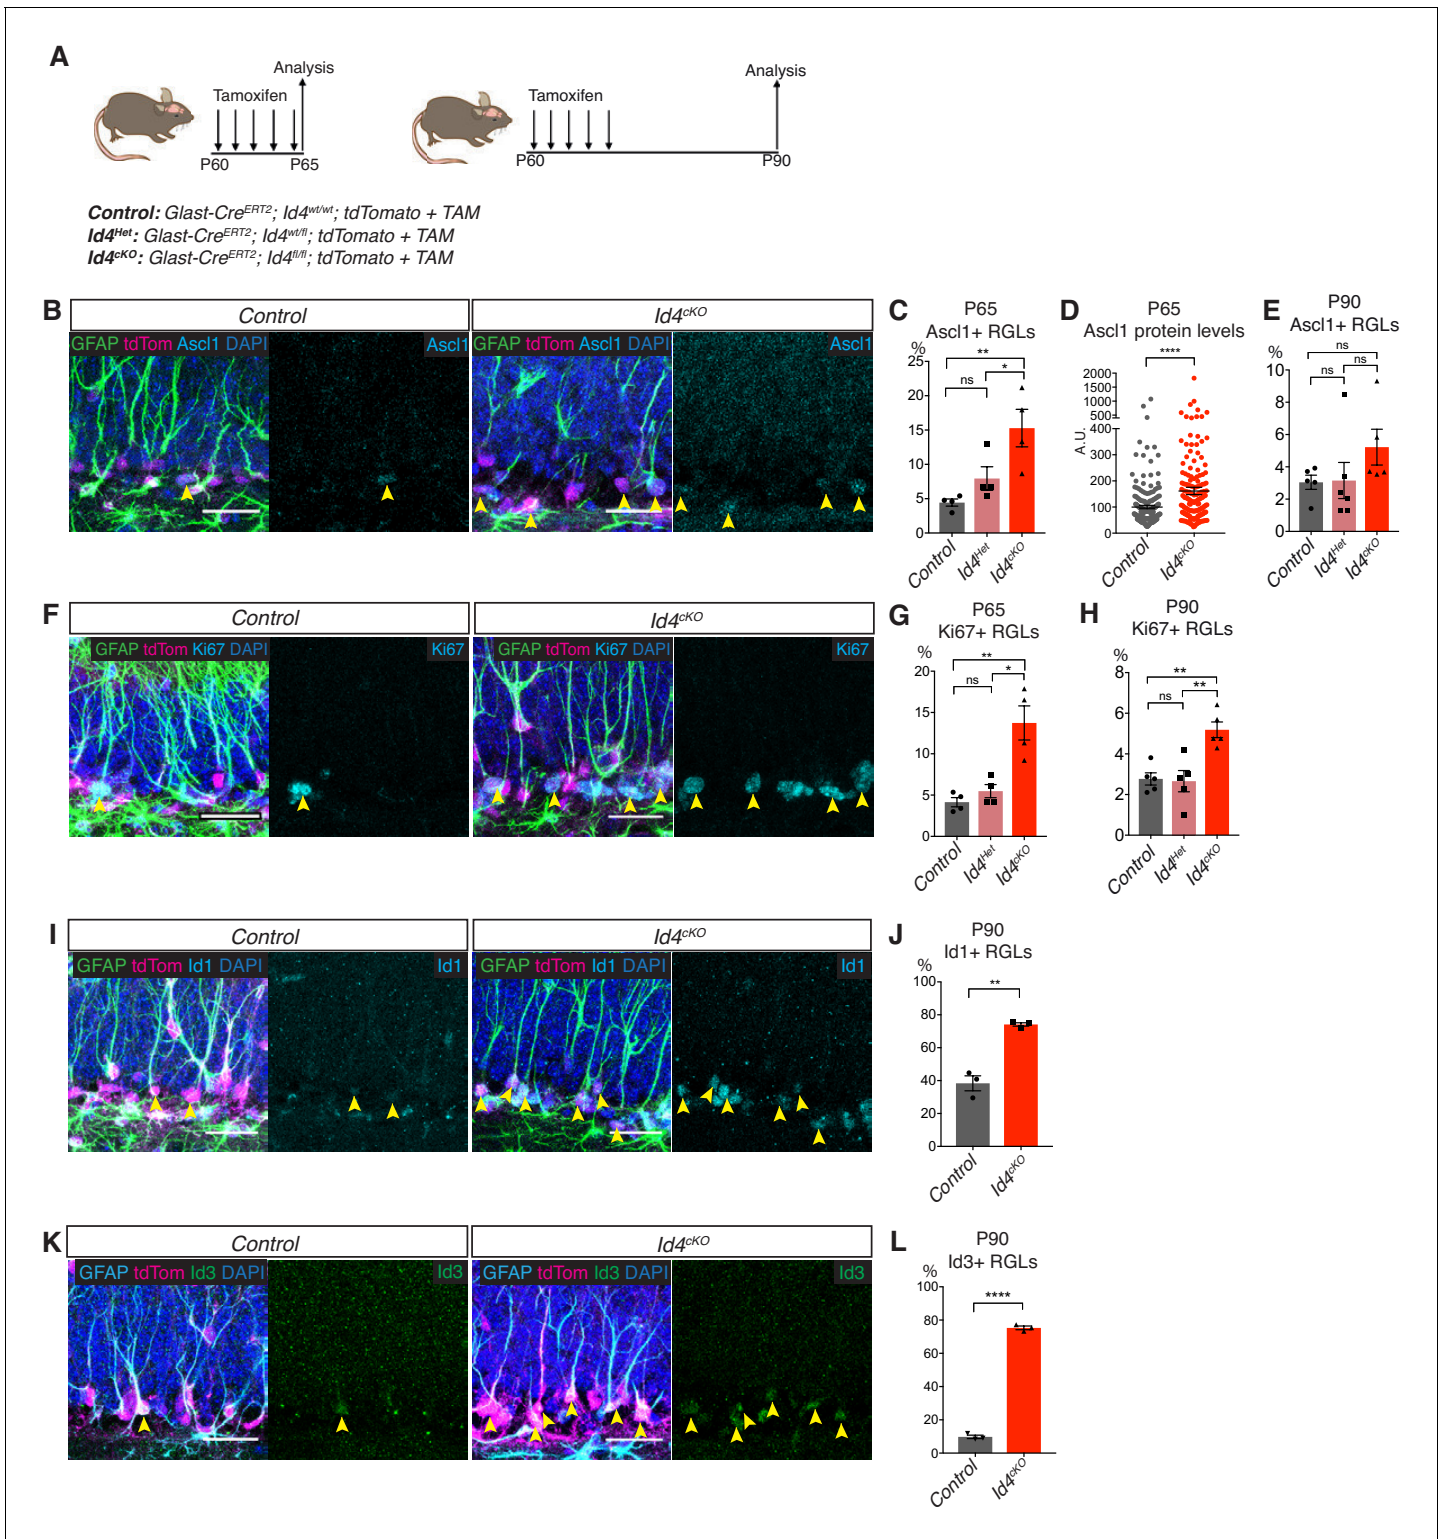 A
Analysis
Tamoxifen
P60
P65
Analysis
Tamoxifen
P60
P90
Control: Glast-CreERT2; Id4wt/wt; tdTomato + TAM
Id4Het: Glast-CreERT2; Id4wt/fl; tdTomato + TAM
Id4cKO: Glast-CreERT2; Id4fl/fl; tdTomato + TAM
B
Control
Id4cKO
GFAP tdTom Ascl1 DAPI
Ascl1
GFAP tdTom Ascl1 DAPI
Ascl1
C
P65
Ascl1+ RGLs
%
25
20
15
10
5
0
**
ns
*
Control
Id4Het
Id4cKO
D
P65
Ascl1 protein levels
****
2000
1500
1000
500
400
300
200
100
0
A.U.
Control
Id4cKO
E
P90
Ascl1+ RGLs
%
10
8
6
4
2
0
ns
ns
ns
Control
Id4Het
Id4cKO
F
Control
Id4cKO
GFAP tdTom Ki67 DAPI
Ki67
GFAP tdTom Ki67 DAPI
Ki67
G
P65
Ki67+ RGLs
%
20
15
10
5
0
**
ns
*
Control
Id4Het
Id4cKO
H
P90
Ki67+ RGLs
%
8
6
4
2
0
**
ns
**
Control
Id4Het
Id4cKO
I
Control
Id4cKO
GFAP tdTom Id1 DAPI
Id1
GFAP tdTom Id1 DAPI
Id1
J
P90
Id1+ RGLs
%
100
80
60
40
20
0
**
Control
Id4cKO
K
Control
Id4cKO
GFAP tdTom Id3 DAPI
Id3
GFAP tdTom Id3 DAPI
Id3
L
P90
Id3+ RGLs
%
100
80
60
40
20
0
****
Control
Id4cKO